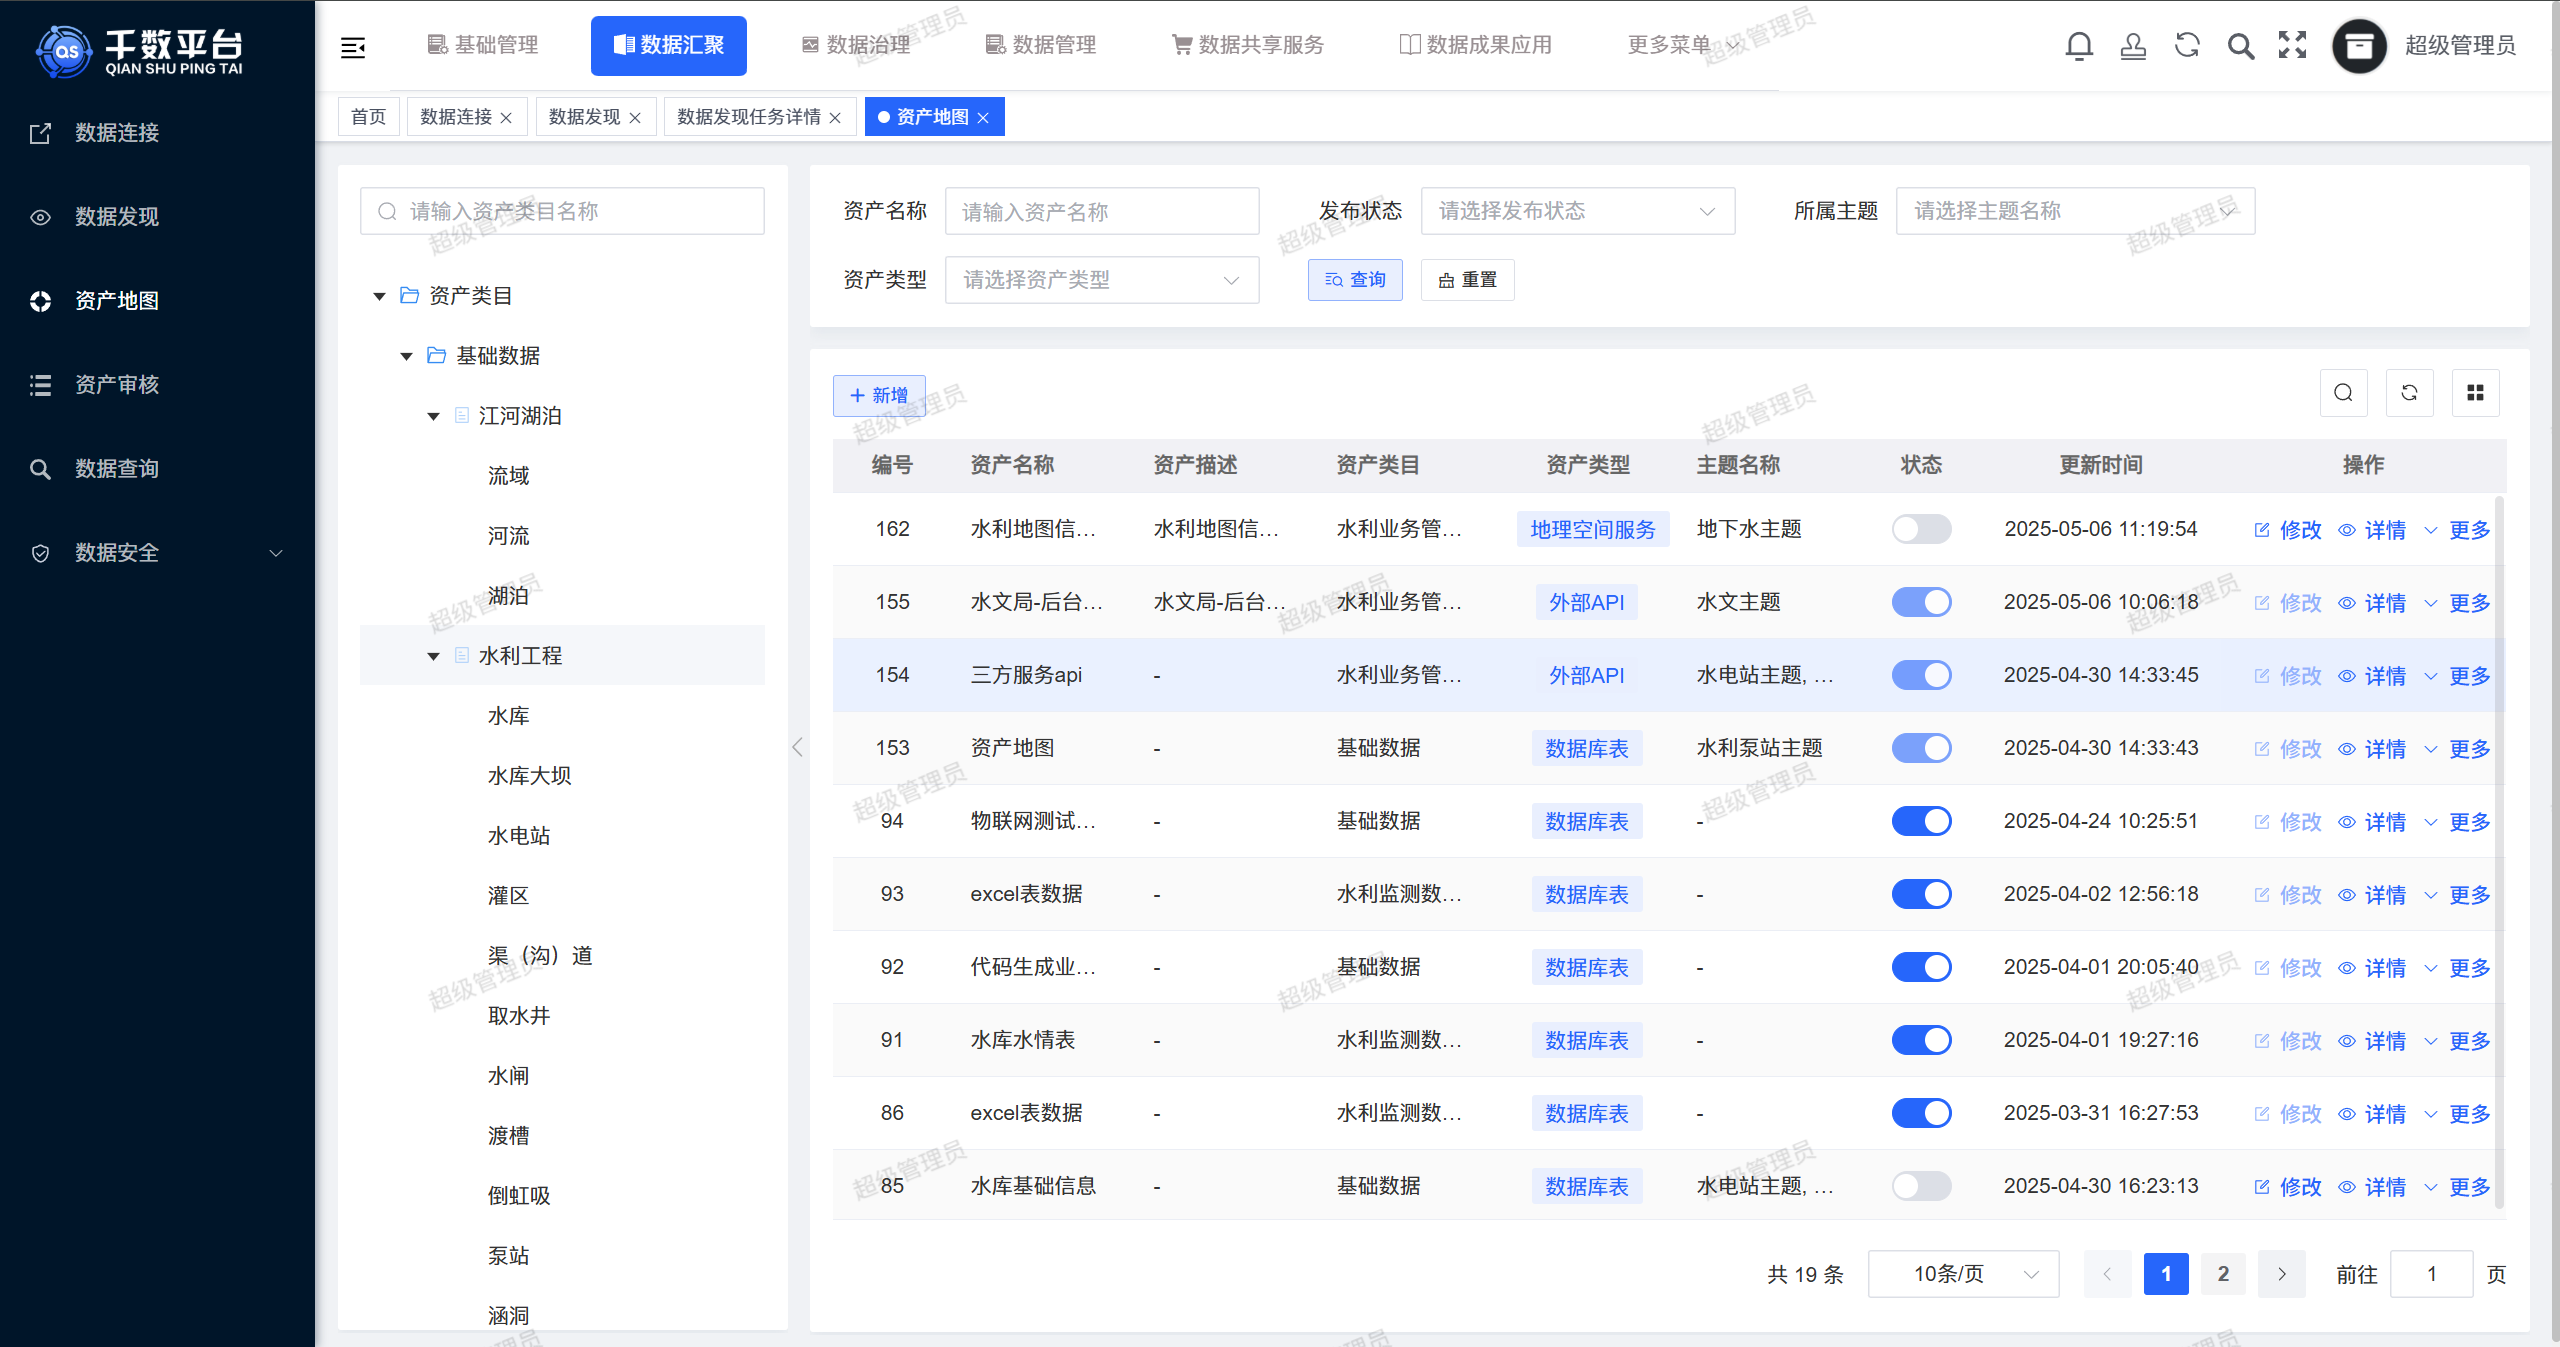 千数平台
QIAN SHU PING TAI
QS
数据连接
数据发现
资产地图
资产审核
数据查询
数据安全
基础管理
数据汇聚
数据治理
数据管理
数据共享服务
数据成果应用
更多菜单
超级管理员
首页
数据连接
数据发现
数据发现任务详情
资产地图
请输入资产类目名称
资产类目
基础数据
江河湖泊
流域
河流
湖泊
水利工程
水库
水库大坝
水电站
灌区
渠（沟）道
取水井
水闸
渡槽
倒虹吸
泵站
涵洞
资产名称 请输入资产名称 发布状态 请选择发布状态 所属主题 请选择主题名称
资产类型 请选择资产类型 查询 重置
新增
编号 资产名称 资产描述 资产类目 资产类型 主题名称 状态 更新时间 操作
162 水利地图信... 水利地图信... 水利业务管... 地理空间服务 地下水主题 2025-05-06 11:19:54 修改 详情 更多
155 水文局-后台... 水文局-后台... 水利业务管... 外部API 水文主题 2025-05-06 10:06:18 修改 详情 更多
154 三方服务api - 水利业务管... 外部API 水电站主题, ... 2025-04-30 14:33:45 修改 详情 更多
153 资产地图 - 基础数据 数据库表 水利泵站主题 2025-04-30 14:33:43 修改 详情 更多
94 物联网测试... - 基础数据 数据库表 - 2025-04-24 10:25:51 修改 详情 更多
93 excel表数据 - 水利监测数... 数据库表 - 2025-04-02 12:56:18 修改 详情 更多
92 代码生成业... - 基础数据 数据库表 - 2025-04-01 20:05:40 修改 详情 更多
91 水库水情表 - 水利监测数... 数据库表 - 2025-04-01 19:27:16 修改 详情 更多
86 excel表数据 - 水利监测数... 数据库表 - 2025-03-31 16:27:53 修改 详情 更多
85 水库基础信息 - 基础数据 数据库表 水电站主题, ... 2025-04-30 16:23:13 修改 详情 更多
共 19 条 10条/页 1 2 前往 1 页
超级管理员